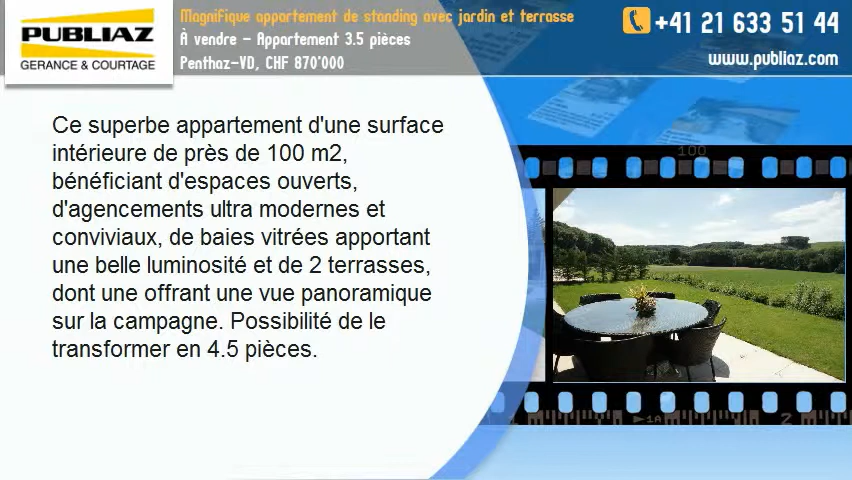 PUBLIAZ
GERANCE & COURTAGE
Magnifique appartement de standing avec jardin et terrasse
À vendre - Appartement 3.5 pièces
Penthaz-VD, CHF 870'000
+41 21 633 51 44
www.publiaz.com
Ce superbe appartement d'une surface
intérieure de près de 100 m2,
bénéficiant d'espaces ouverts,
d'agencements ultra modernes et
conviviaux, de baies vitrées apportant
une belle luminosité et de 2 terrasses,
dont une offrant une vue panoramique
sur la campagne. Possibilité de le
transformer en 4.5 pièces.
100
1 1A 2